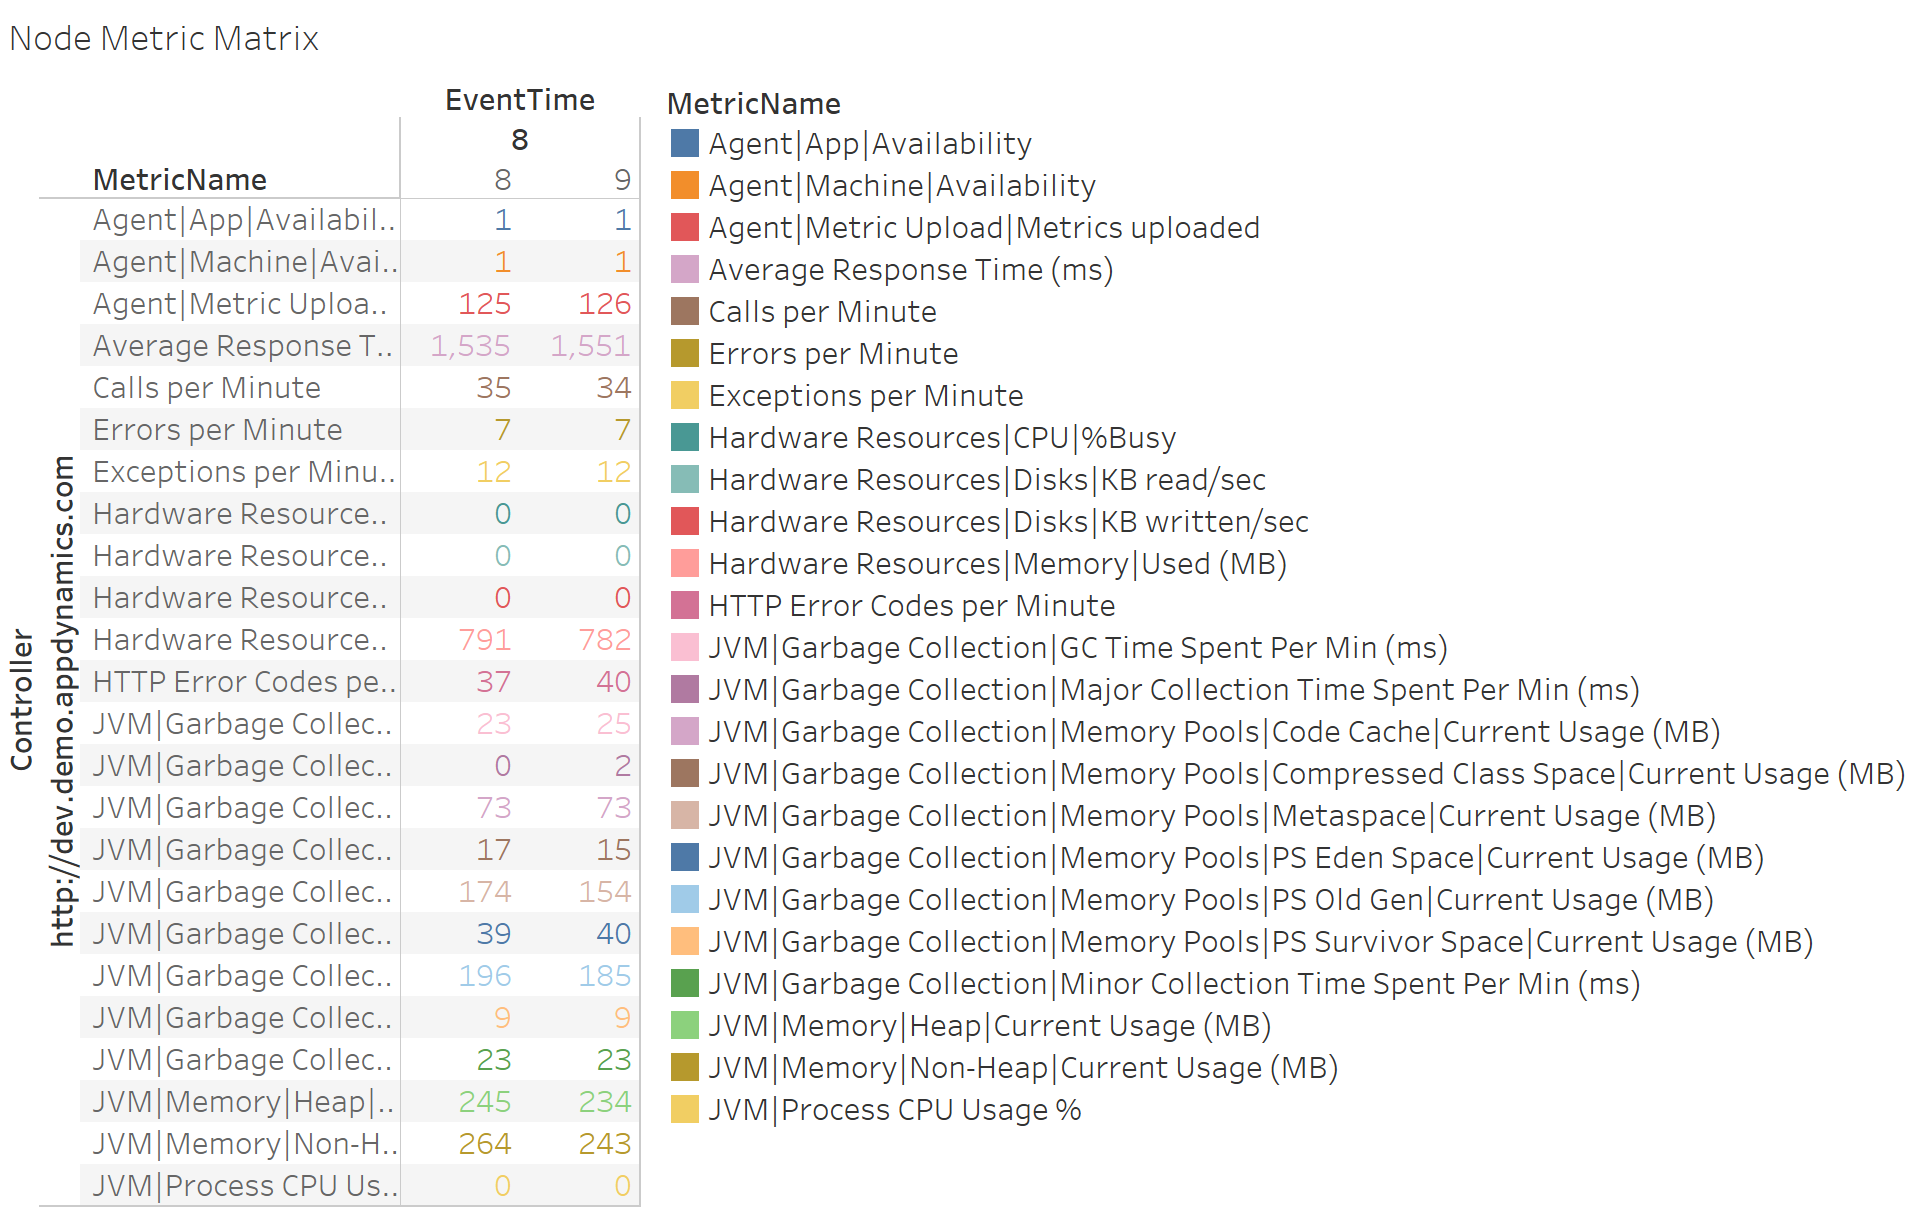 Node Metric Matrix
EventTime
8
MetricName 8 9
Controller
http://dev.demo.appdynamics.com
Agent|App|Availabil.. 1 1
Agent|Machine|Avai.. 1 1
Agent|Metric Uploa.. 125 126
Average Response T.. 1,535 1,551
Calls per Minute 35 34
Errors per Minute 7 7
Exceptions per Minu.. 12 12
Hardware Resource.. 0 0
Hardware Resource.. 0 0
Hardware Resource.. 0 0
Hardware Resource.. 791 782
HTTP Error Codes pe.. 37 40
JVM|Garbage Collec.. 23 25
JVM|Garbage Collec.. 0 2
JVM|Garbage Collec.. 73 73
JVM|Garbage Collec.. 17 15
JVM|Garbage Collec.. 174 154
JVM|Garbage Collec.. 39 40
JVM|Garbage Collec.. 196 185
JVM|Garbage Collec.. 9 9
JVM|Garbage Collec.. 23 23
JVM|Memory|Heap|.. 245 234
JVM|Memory|Non-H.. 264 243
JVM|Process CPU Us.. 0 0
MetricName
Agent|App|Availability
Agent|Machine|Availability
Agent|Metric Upload|Metrics uploaded
Average Response Time (ms)
Calls per Minute
Errors per Minute
Exceptions per Minute
Hardware Resources|CPU|%Busy
Hardware Resources|Disks|KB read/sec
Hardware Resources|Disks|KB written/sec
Hardware Resources|Memory|Used (MB)
HTTP Error Codes per Minute
JVM|Garbage Collection|GC Time Spent Per Min (ms)
JVM|Garbage Collection|Major Collection Time Spent Per Min (ms)
JVM|Garbage Collection|Memory Pools|Code Cache|Current Usage (MB)
JVM|Garbage Collection|Memory Pools|Compressed Class Space|Current Usage (MB)
JVM|Garbage Collection|Memory Pools|Metaspace|Current Usage (MB)
JVM|Garbage Collection|Memory Pools|PS Eden Space|Current Usage (MB)
JVM|Garbage Collection|Memory Pools|PS Old Gen|Current Usage (MB)
JVM|Garbage Collection|Memory Pools|PS Survivor Space|Current Usage (MB)
JVM|Garbage Collection|Minor Collection Time Spent Per Min (ms)
JVM|Memory|Heap|Current Usage (MB)
JVM|Memory|Non-Heap|Current Usage (MB)
JVM|Process CPU Usage %